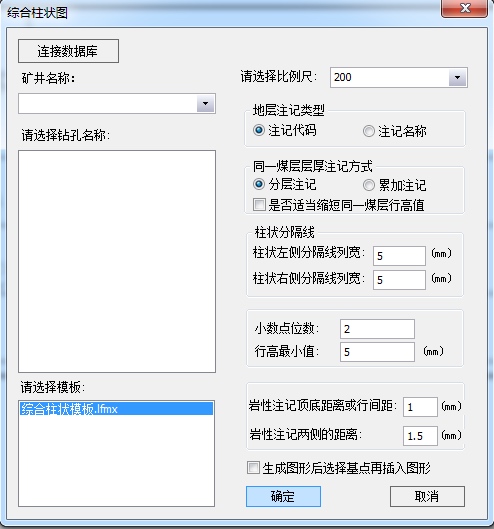 综合柱状图
连接数据库
矿井名称:
请选择钻孔名称:
请选择模板:
综合柱状模板.lfmx
请选择比例尺: 200
地层注记类型
注记代码 注记名称
同一煤层层厚注记方式
分层注记 累加注记
是否适当缩短同一煤层行高值
柱状分隔线
柱状左侧分隔线列宽: 5 (mm)
柱状右侧分隔线列宽: 5 (mm)
小数点位数: 2
行高最小值: 5 (mm)
岩性注记顶底距离或行间距: 1 (mm)
岩性注记两侧的距离: 1.5 (mm)
生成图形后选择基点再插入图形
确定 取消